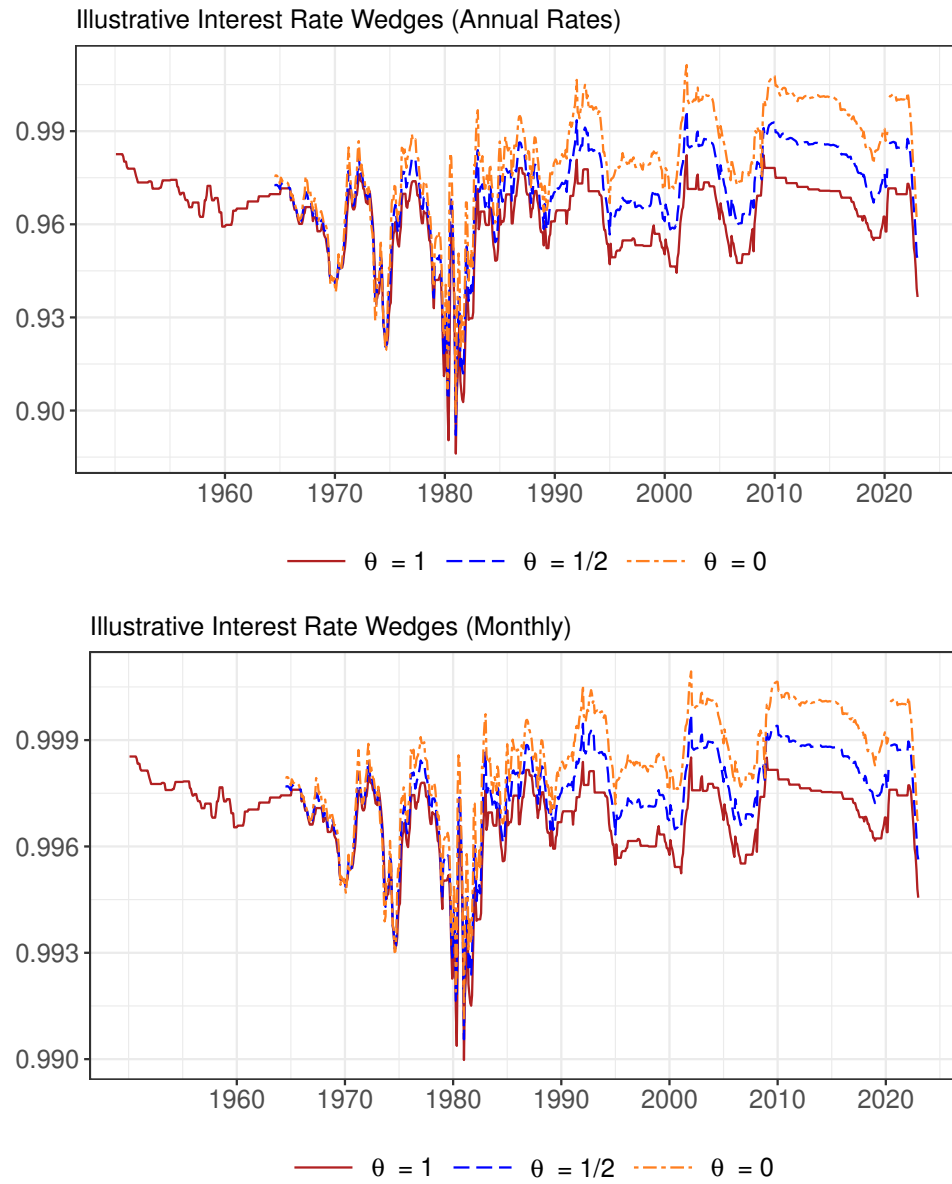 Illustrative Interest Rate Wedges (Annual Rates)
0.99
0.96
0.93
0.90
1960 1970 1980 1990 2000 2010 2020
θ = 1 θ = 1/2 θ = 0
Illustrative Interest Rate Wedges (Monthly)
0.999
0.996
0.993
0.990
1960 1970 1980 1990 2000 2010 2020
θ = 1 θ = 1/2 θ = 0